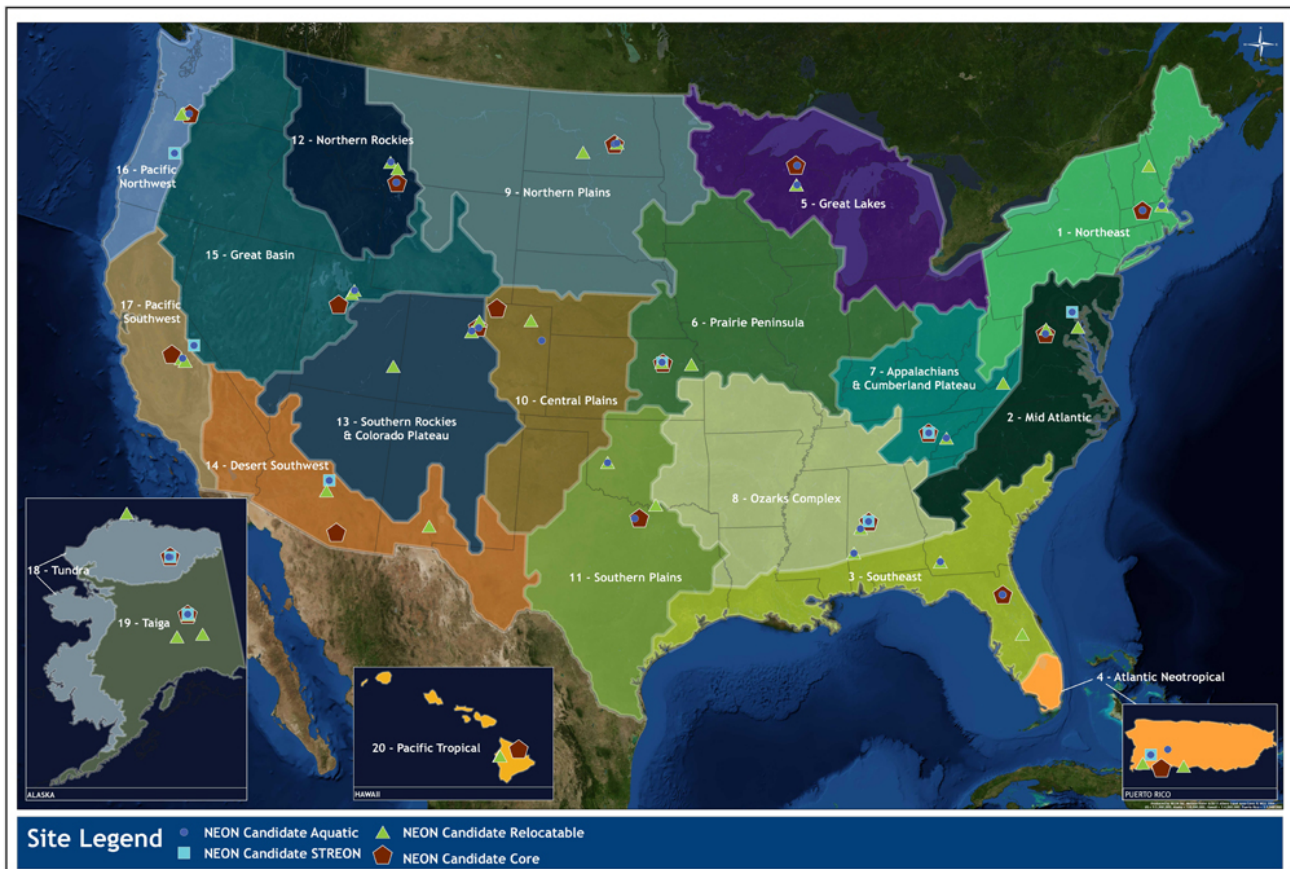 12 - Northern Rockies
16 - Pacific
Northwest
9 - Northern Plains
5 - Great Lakes
1 - Northeast
15 - Great Basin
17 - Pacific
Southwest
6 - Prairie Peninsula
7 - Appalachians
& Cumberland Plateau
10 - Central Plains
2 - Mid Atlantic
13 - Southern Rockies
& Colorado Plateau
14 - Desert Southwest
8 - Ozarks Complex
18 - Tundra
11 - Southern Plains
3 - Southeast
19 - Taiga
4 - Atlantic Neotropical
20 - Pacific Tropical
ALASKA
HAWAII
PUERTO RICO
Site Legend
NEON Candidate Aquatic
NEON Candidate Relocatable
NEON Candidate STREON
NEON Candidate Core